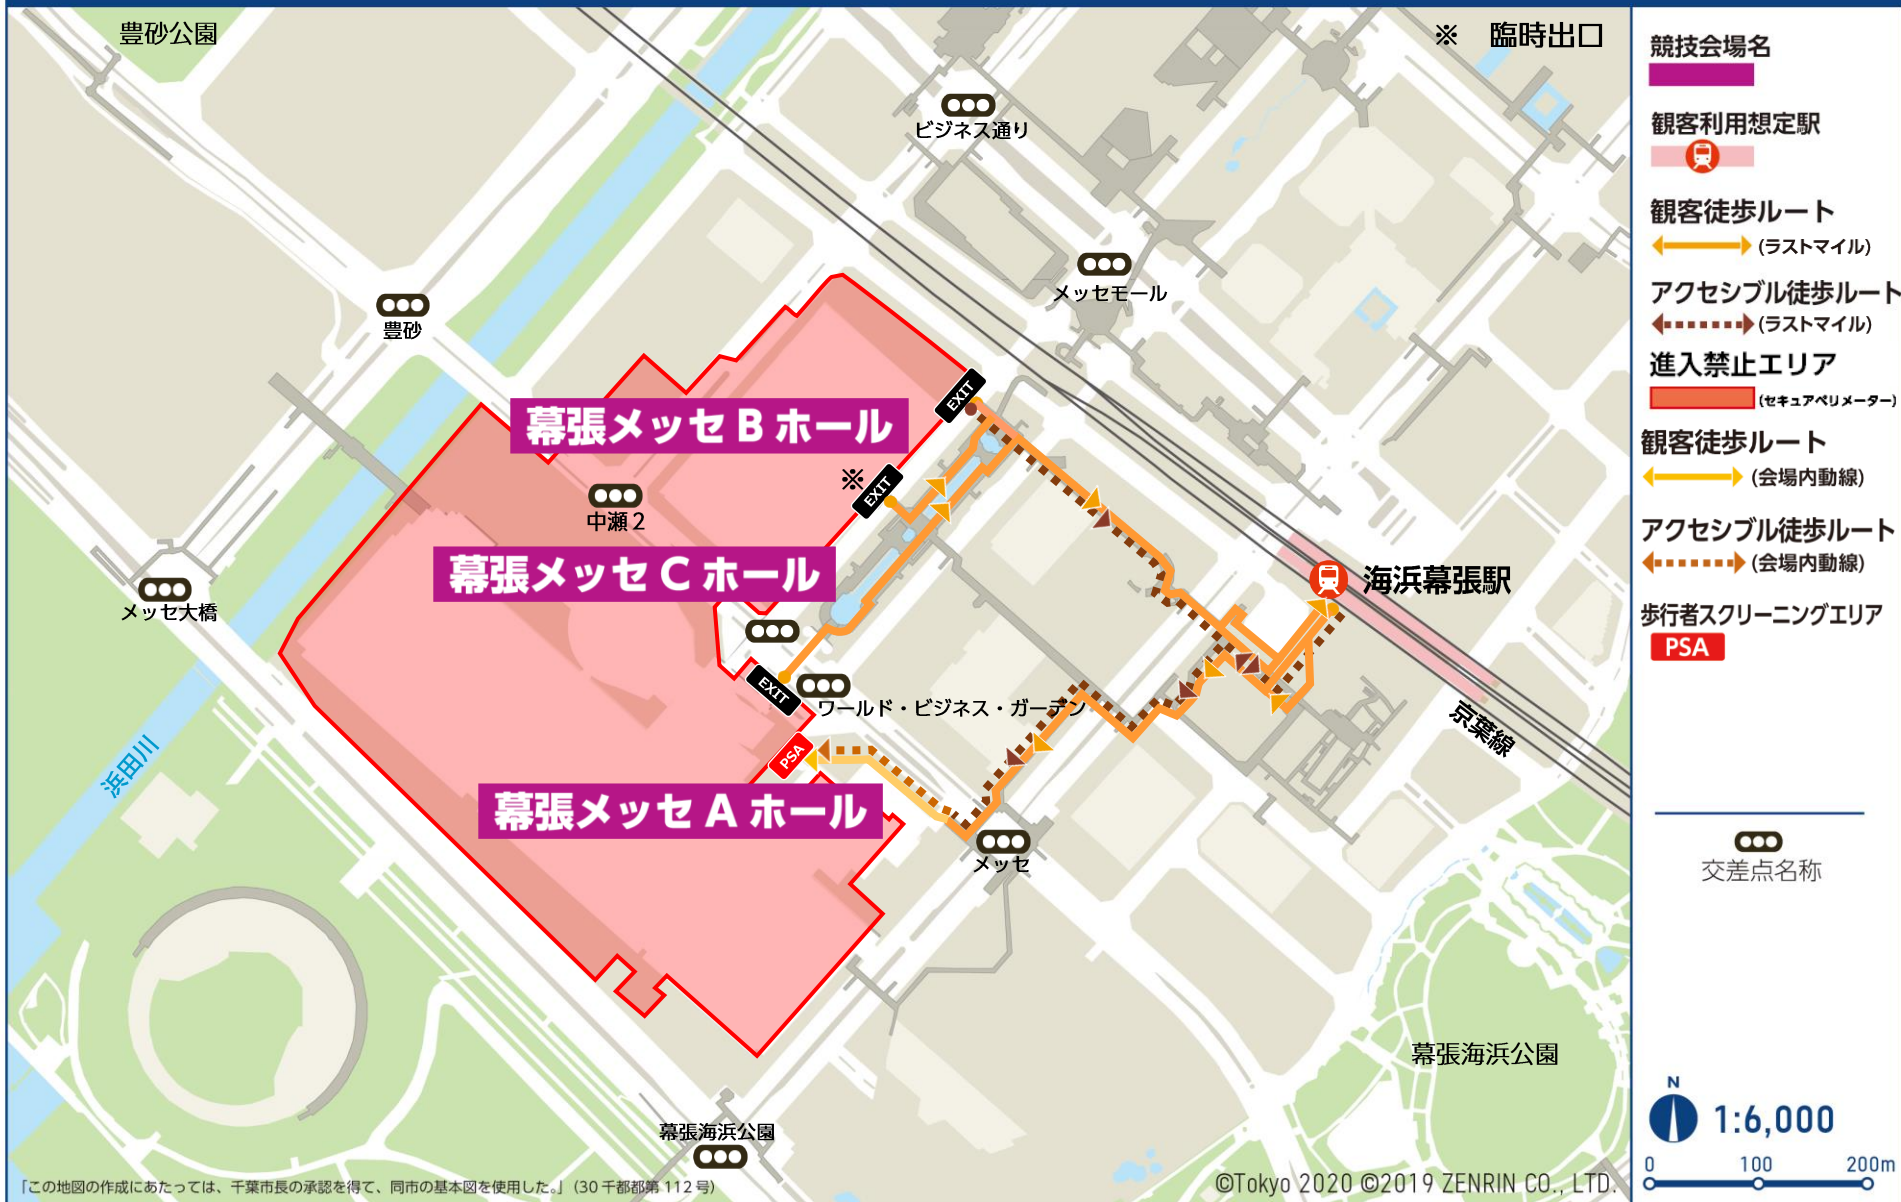 豊砂公園
※ 臨時出口
ビジネス通り
メッセモール
豊砂
EXIT
幕張メッセ B ホール
※
EXIT
中瀬 2
幕張メッセ C ホール
海浜幕張駅
メッセ大橋
EXIT
ワールド・ビジネス・ガーデン
京葉線
PSA
浜田川
幕張メッセ A ホール
メッセ
幕張海浜公園
幕張海浜公園
「この地図の作成にあたっては、千葉市長の承認を得て、同市の基本図を使用した。」(30 千都都第 112 号)
©Tokyo 2020 ©2019 ZENRIN CO., LTD.
競技会場名
観客利用想定駅
観客徒歩ルート
(ラストマイル)
アクセシブル徒歩ルート
(ラストマイル)
進入禁止エリア
(セキュアペリメーター)
観客徒歩ルート
(会場内動線)
アクセシブル徒歩ルート
(会場内動線)
歩行者スクリーニングエリア
PSA
交差点名称
N
1:6,000
0 100 200m